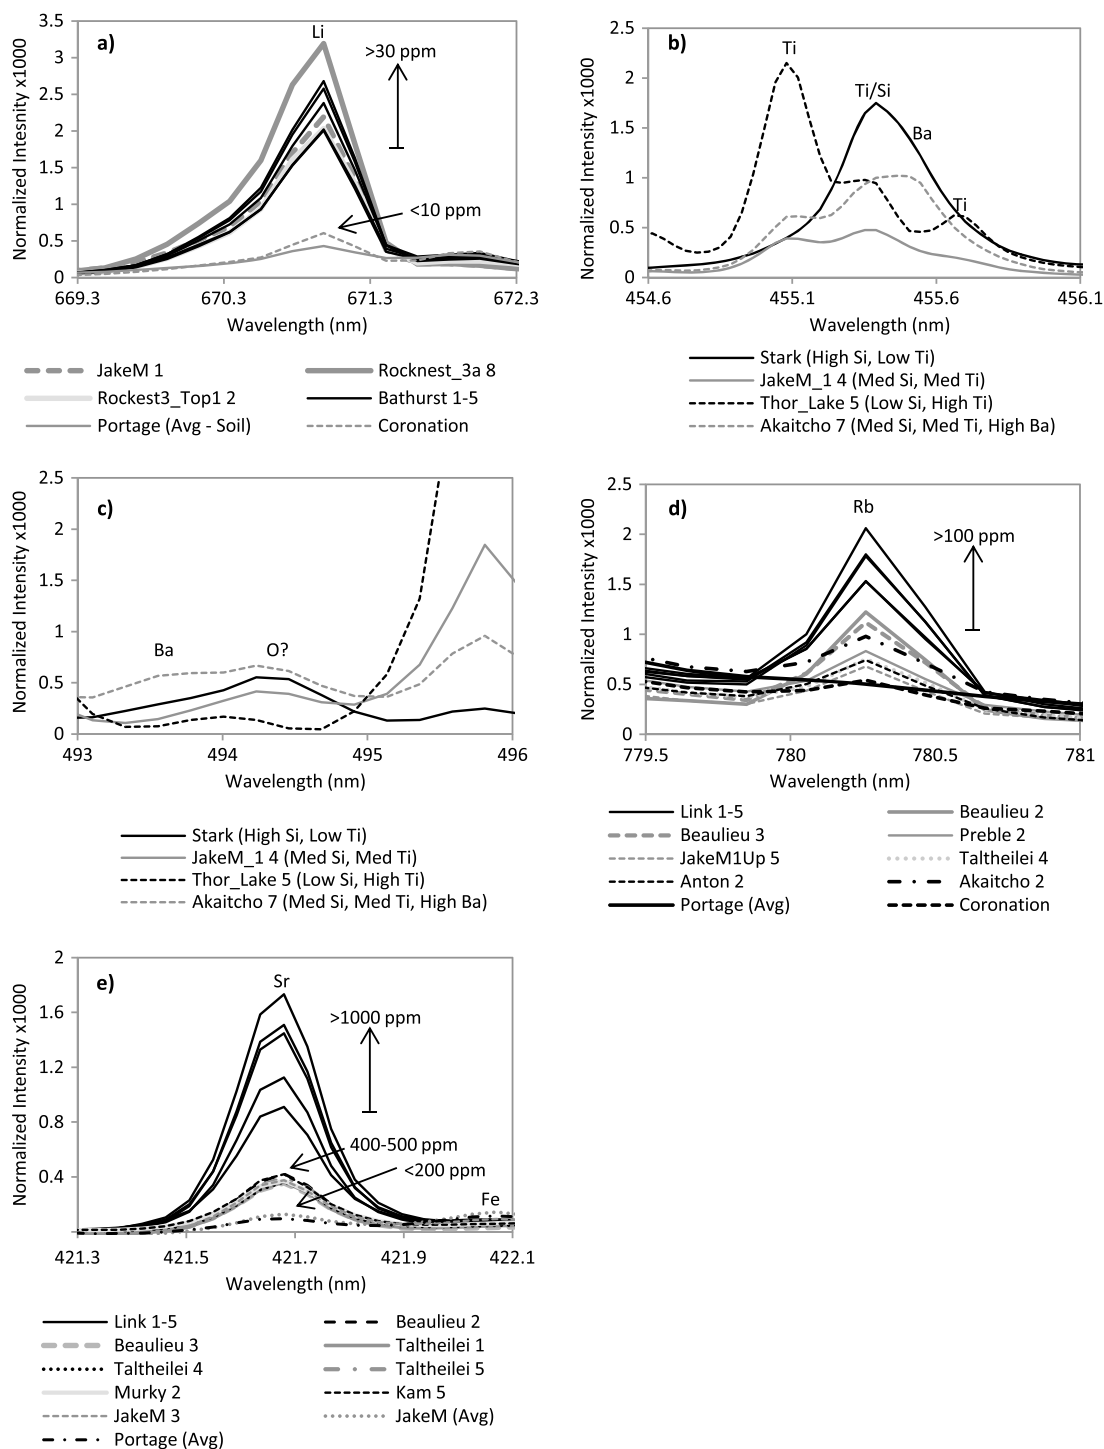 a)
Normalized Intesnity x1000
3.5
3
2.5
2
1.5
1
0.5
0
Li
>30 ppm
<10 ppm
669.3 670.3 671.3 672.3
Wavelength (nm)
JakeM 1
Rocknest_3a 8
Rockest3_Top1 2
Bathurst 1-5
Portage (Avg - Soil)
Coronation
b)
Normalized Intensity x1000
2.5
2
1.5
1
0.5
0
Ti
Ti/Si
Ba
Ti
454.6 455.1 455.6 456.1
Wavelength (nm)
Stark (High Si, Low Ti)
JakeM_1 4 (Med Si, Med Ti)
Thor_Lake 5 (Low Si, High Ti)
Akaitcho 7 (Med Si, Med Ti, High Ba)
c)
Normalized Intensity x1000
2.5
2
1.5
1
0.5
0
Ba
O?
493 494 495 496
Wavelength (nm)
Stark (High Si, Low Ti)
JakeM_1 4 (Med Si, Med Ti)
Thor_Lake 5 (Low Si, High Ti)
Akaitcho 7 (Med Si, Med Ti, High Ba)
d)
Normalized Intensity x1000
2.5
2
1.5
1
0.5
0
Rb
>100 ppm
779.5 780 780.5 781
Wavelength (nm)
Link 1-5
Beaulieu 2
Beaulieu 3
Preble 2
JakeM1Up 5
Taltheilei 4
Anton 2
Akaitcho 2
Portage (Avg)
Coronation
e)
Normalized Intensity x1000
2
1.6
1.2
0.8
0.4
Sr
>1000 ppm
400-500 ppm
<200 ppm
Fe
421.3 421.5 421.7 421.9 422.1
Wavelength (nm)
Link 1-5
Beaulieu 2
Beaulieu 3
Taltheilei 1
Taltheilei 4
Taltheilei 5
Murky 2
Kam 5
JakeM 3
JakeM (Avg)
Portage (Avg)